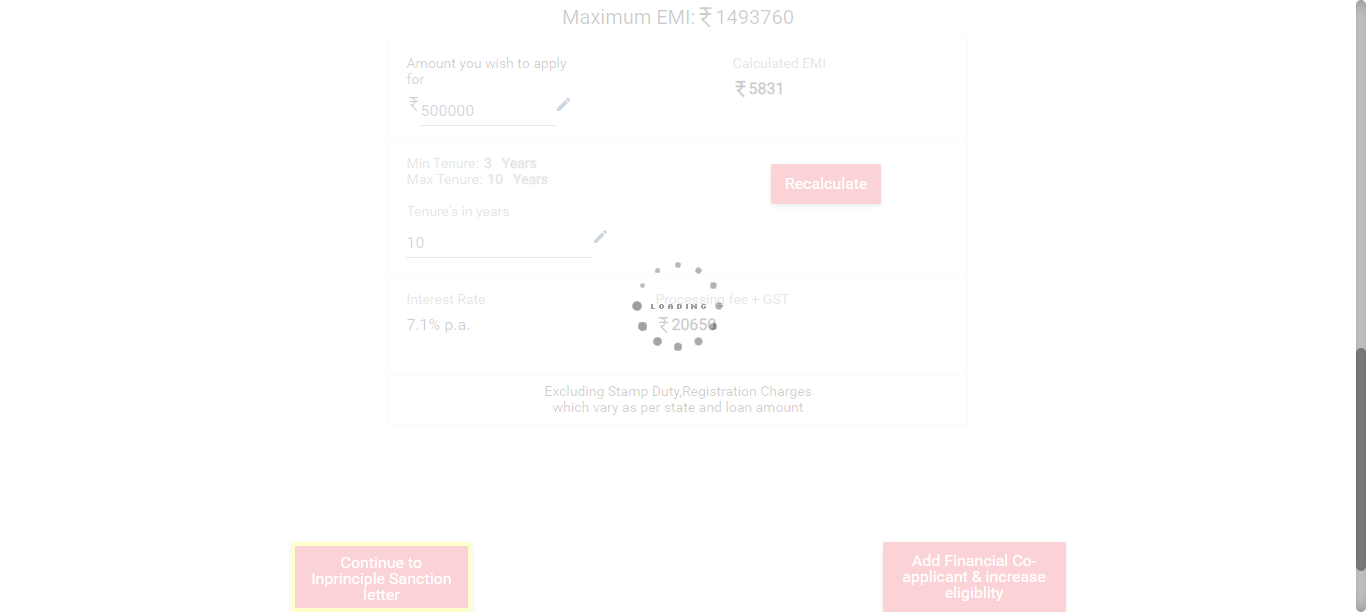 Maximum EMI: ₹ 1493760
Amount you wish to apply
for
₹ 500000
Calculated EMI
₹ 5831
Min Tenure: 3 Years
Max Tenure: 10 Years
Recalculate
Tenure's in years
10
Interest Rate
7.1% p.a.
LOADING
Processing fee + GST
₹ 20650
Excluding Stamp Duty,Registration Charges
which vary as per state and loan amount
Continue to
Inprinciple Sanction
letter
Add Financial Co-
applicant & increase
eligiblity